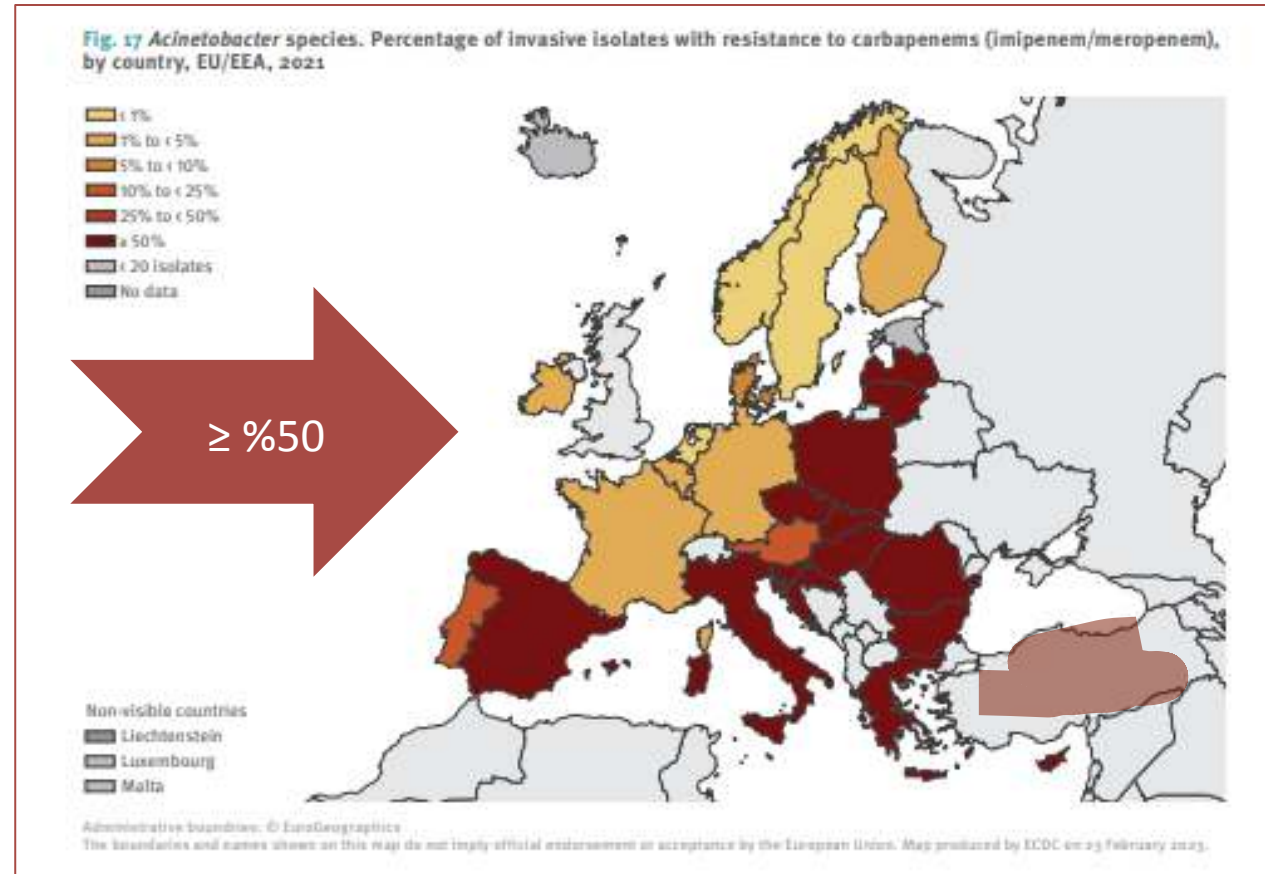 Fig. 17 Acinetobacter species. Percentage of invasive isolates with resistance to carbapenems (imipenem/meropenem),
by country, EU/EEA, 2021
< 1%
1% to < 5%
5% to < 10%
10% to < 25%
25% to < 50%
≥ 50%
< 20 isolates
No data
≥ %50
Non-visible countries
Liechtenstein
Luxembourg
Malta
Administrative boundries: © EuroGeographics
The boundaries and names shown on this map do not imply official endorsement or acceptance by the European Union. Map produced by ECDC on 23 February 2023.